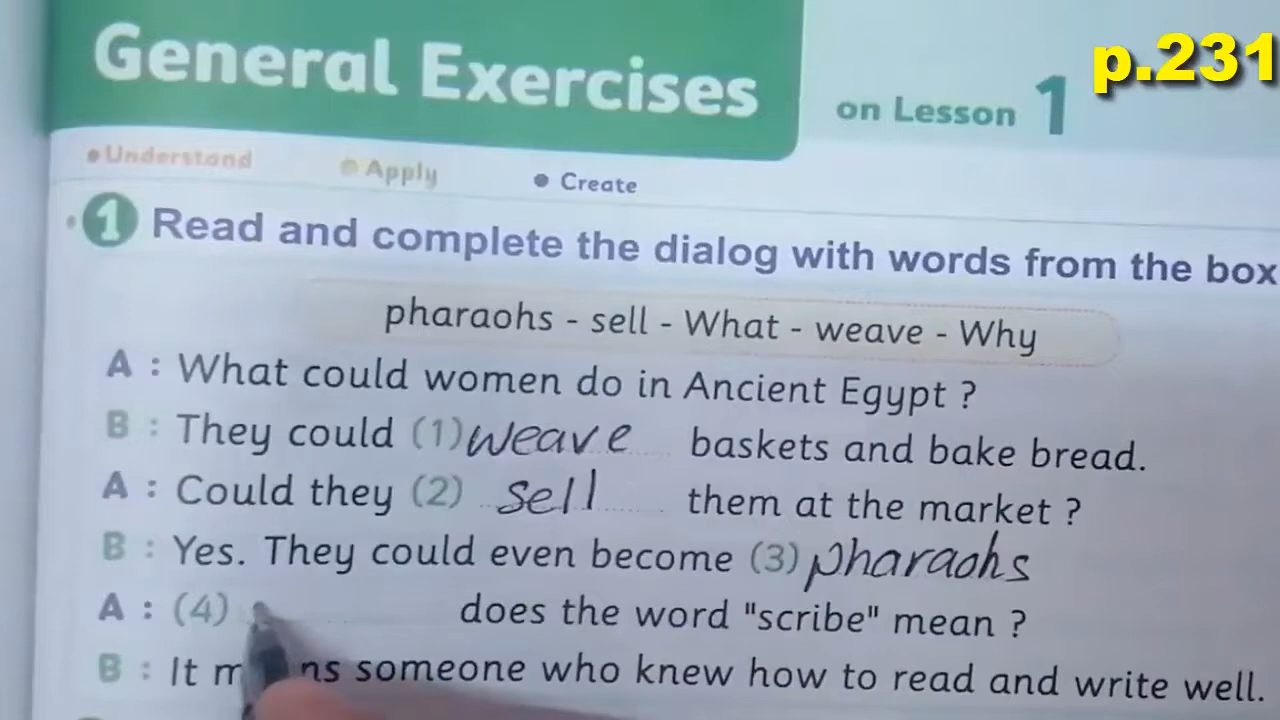 General Exercises
on Lesson 1
p.231
• Understand • Apply • Create
1 Read and complete the dialog with words from the box
pharaohs - sell - What - weave - Why
A : What could women do in Ancient Egypt ?
B : They could (1) weave baskets and bake bread.
A : Could they (2) sell them at the market ?
B : Yes. They could even become (3) pharaohs
A : (4) does the word "scribe" mean ?
B : It m ns someone who knew how to read and write well.